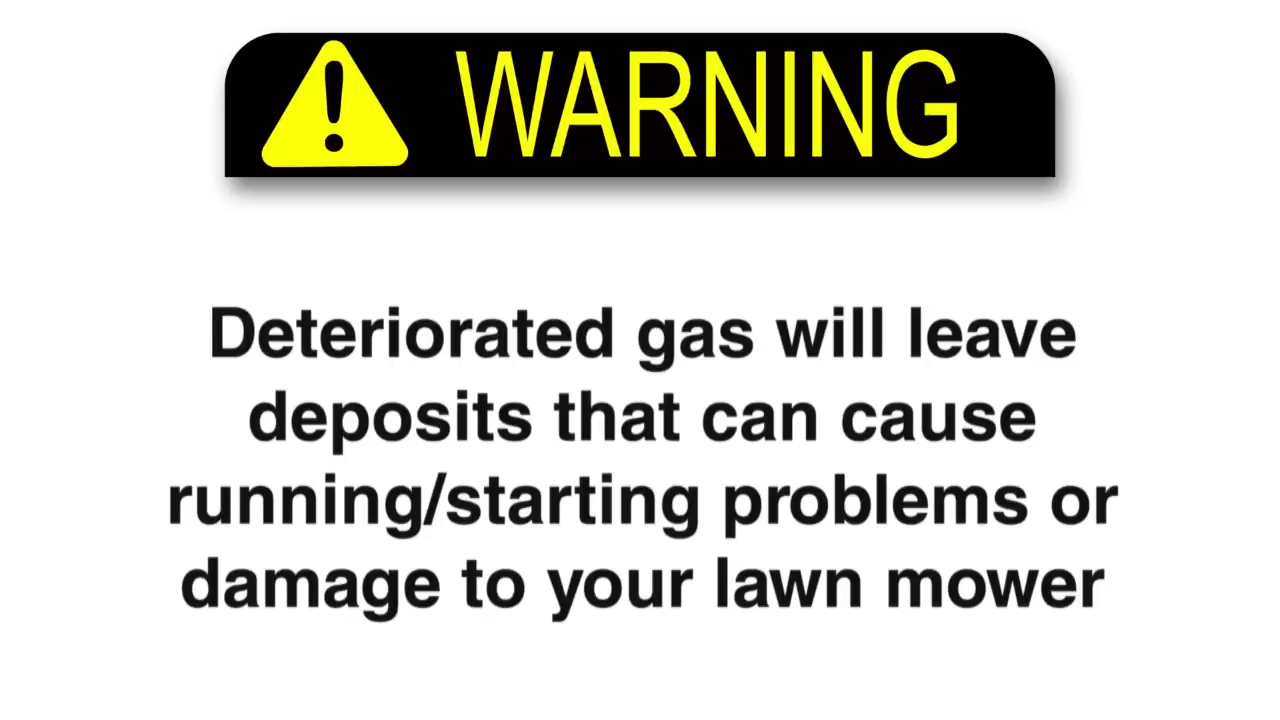 WARNING
Deteriorated gas will leave
deposits that can cause
running/starting problems or
damage to your lawn mower